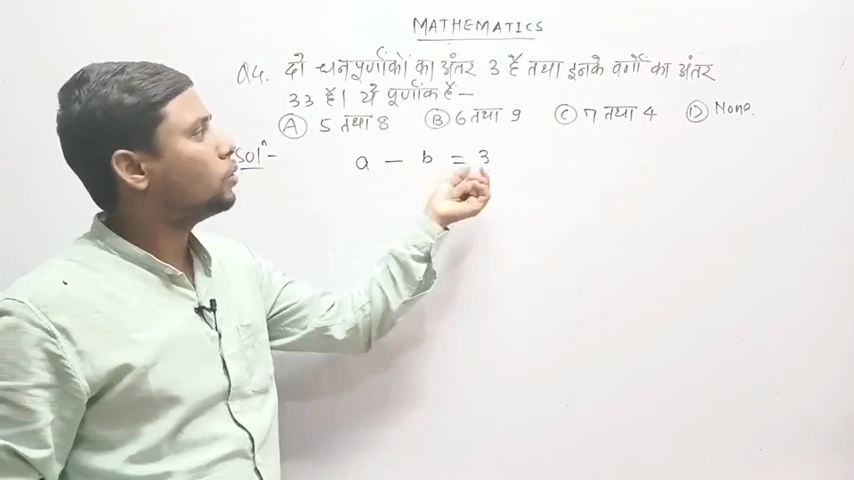 MATHEMATICS
Q4. दो धनपूर्णांकों का अंतर 3 है तथा इनके वर्गों का अंतर
33 है। ये पूर्णांक हैं –
(A) 5 तथा 8 (B) 6 तथा 9 (C) 7 तथा 4 (D) None.
Solⁿ-
a - b = 3